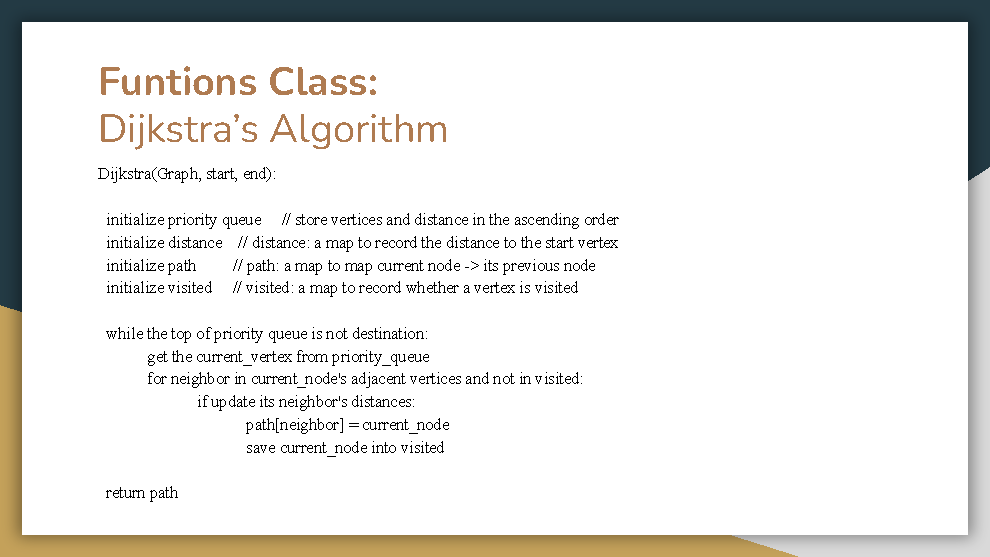 Funtions Class:
Dijkstra’s Algorithm
Dijkstra(Graph, start, end):
initialize priority queue // store vertices and distance in the ascending order
initialize distance // distance: a map to record the distance to the start vertex
initialize path // path: a map to map current node -> its previous node
initialize visited // visited: a map to record whether a vertex is visited
while the top of priority queue is not destination:
get the current_vertex from priority_queue
for neighbor in current_node's adjacent vertices and not in visited:
if update its neighbor's distances:
path[neighbor] = current_node
save current_node into visited
return path